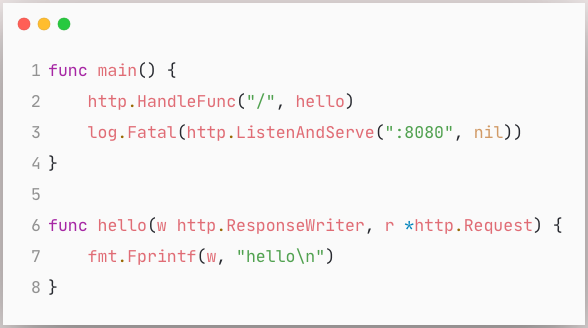 1 func main() {
2     http.HandleFunc("/", hello)
3     log.Fatal(http.ListenAndServe(":8080", nil))
4 }
5
6 func hello(w http.ResponseWriter, r *http.Request) {
7     fmt.Fprintf(w, "hello\n")
8 }